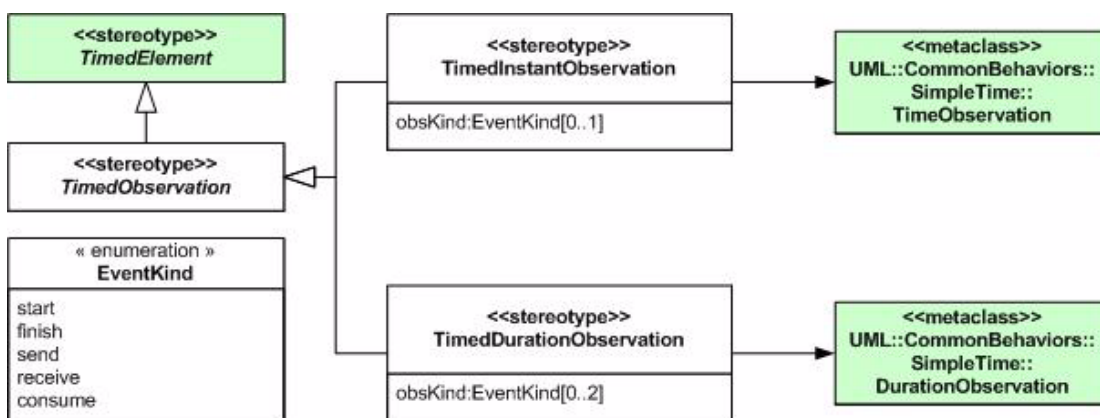 <<stereotype>>
TimedElement
<<stereotype>>
TimedObservation
« enumeration »
EventKind
start
finish
send
receive
consume
<<stereotype>>
TimedInstantObservation
obsKind:EventKind[0..1]
<<stereotype>>
TimedDurationObservation
obsKind:EventKind[0..2]
<<metaclass>>
UML::CommonBehaviors::
SimpleTime::
TimeObservation
<<metaclass>>
UML::CommonBehaviors::
SimpleTime::
DurationObservation